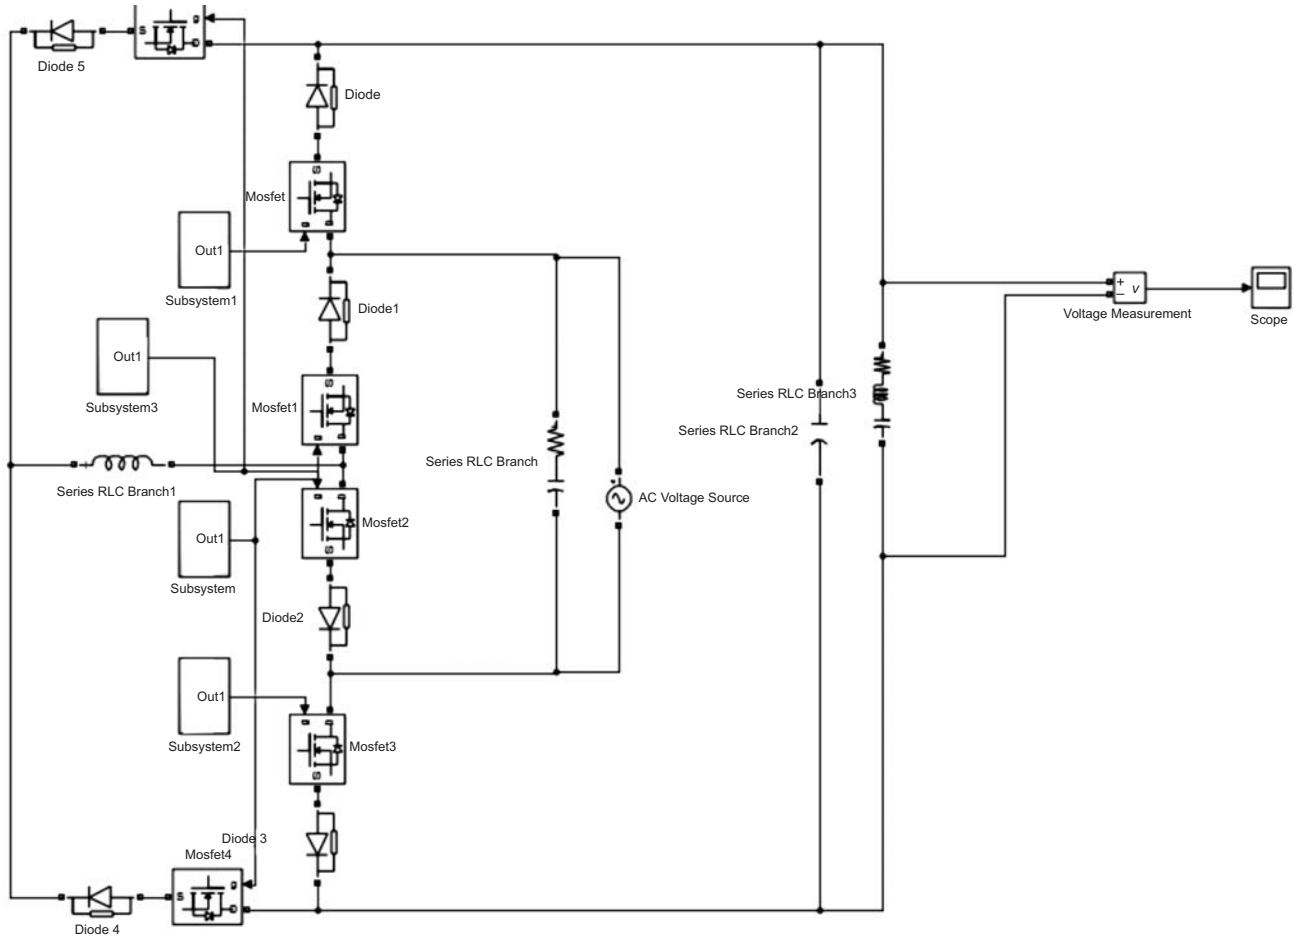 g
S
Diode 5
Diode
S
Mosfet
Out1
Subsystem1
Diode1
+
−
v
Voltage Measurement
Scope
Out1
Subsystem3
S
Mosfet1
Series RLC Branch3
Series RLC Branch2
Series RLC Branch
+
Series RLC Branch1
AC Voltage Source
Out1
Subsystem
Mosfet2
S
Diode2
Out1
Subsystem2
Mosfet3
S
Diode 3
Mosfet4
g
S
Diode 4